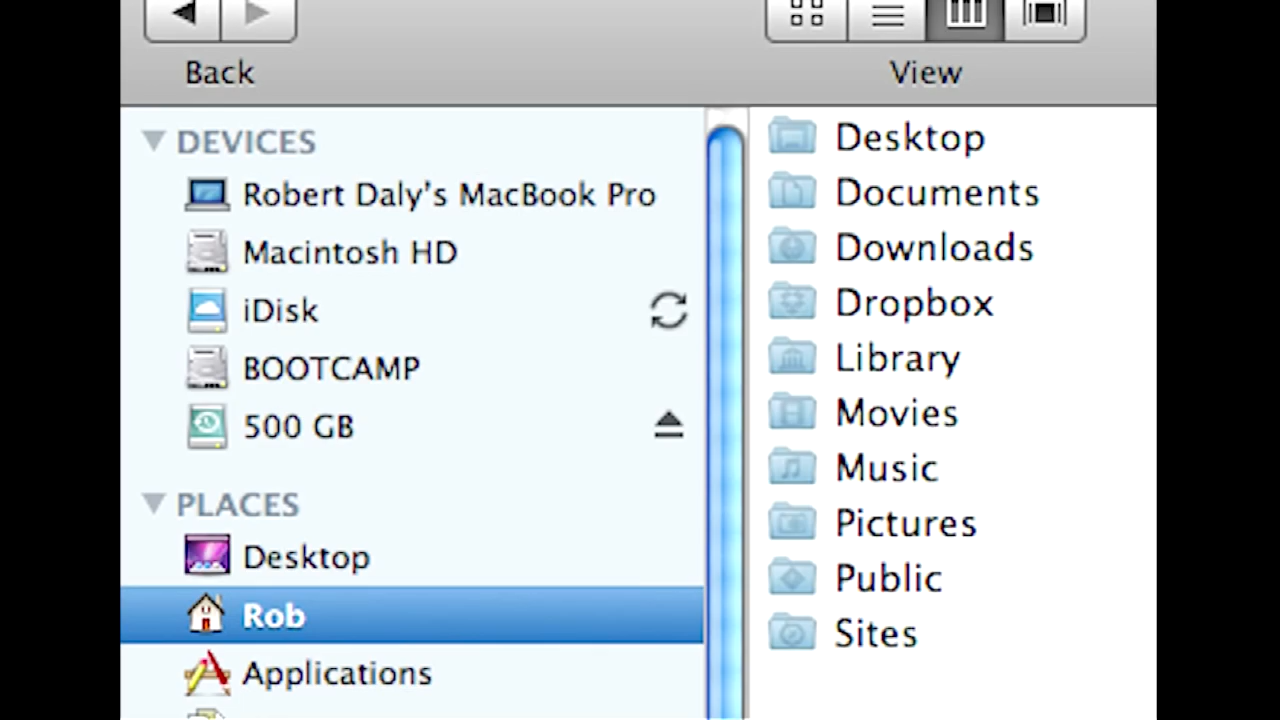 Back
View
DEVICES
Robert Daly's MacBook Pro
Macintosh HD
iDisk
BOOTCAMP
500 GB
PLACES
Desktop
Rob
Applications
Desktop
Documents
Downloads
Dropbox
Library
Movies
Music
Pictures
Public
Sites